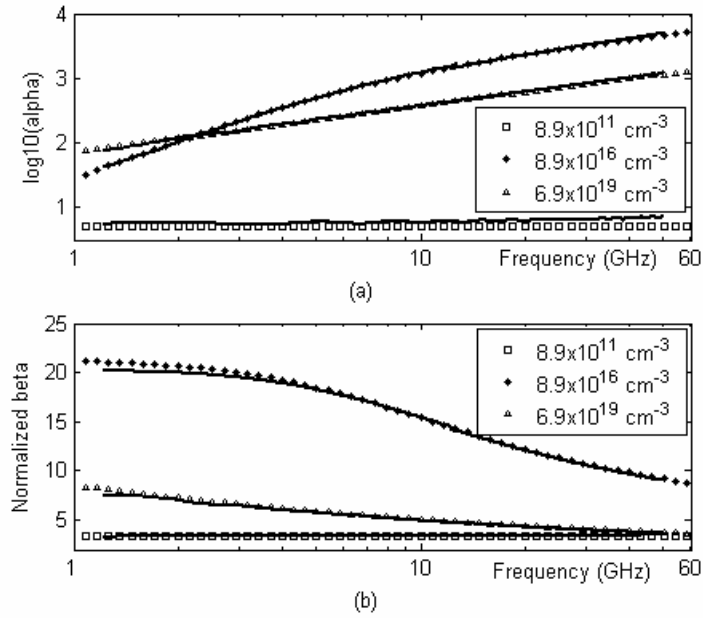 4
3
2
1
log10(alpha)
8.9x10^11 cm^-3
8.9x10^16 cm^-3
6.9x10^19 cm^-3
1
10
Frequency (GHz)
60
(a)
25
20
15
10
5
Normalized beta
8.9x10^11 cm^-3
8.9x10^16 cm^-3
6.9x10^19 cm^-3
1
10
Frequency (GHz)
60
(b)